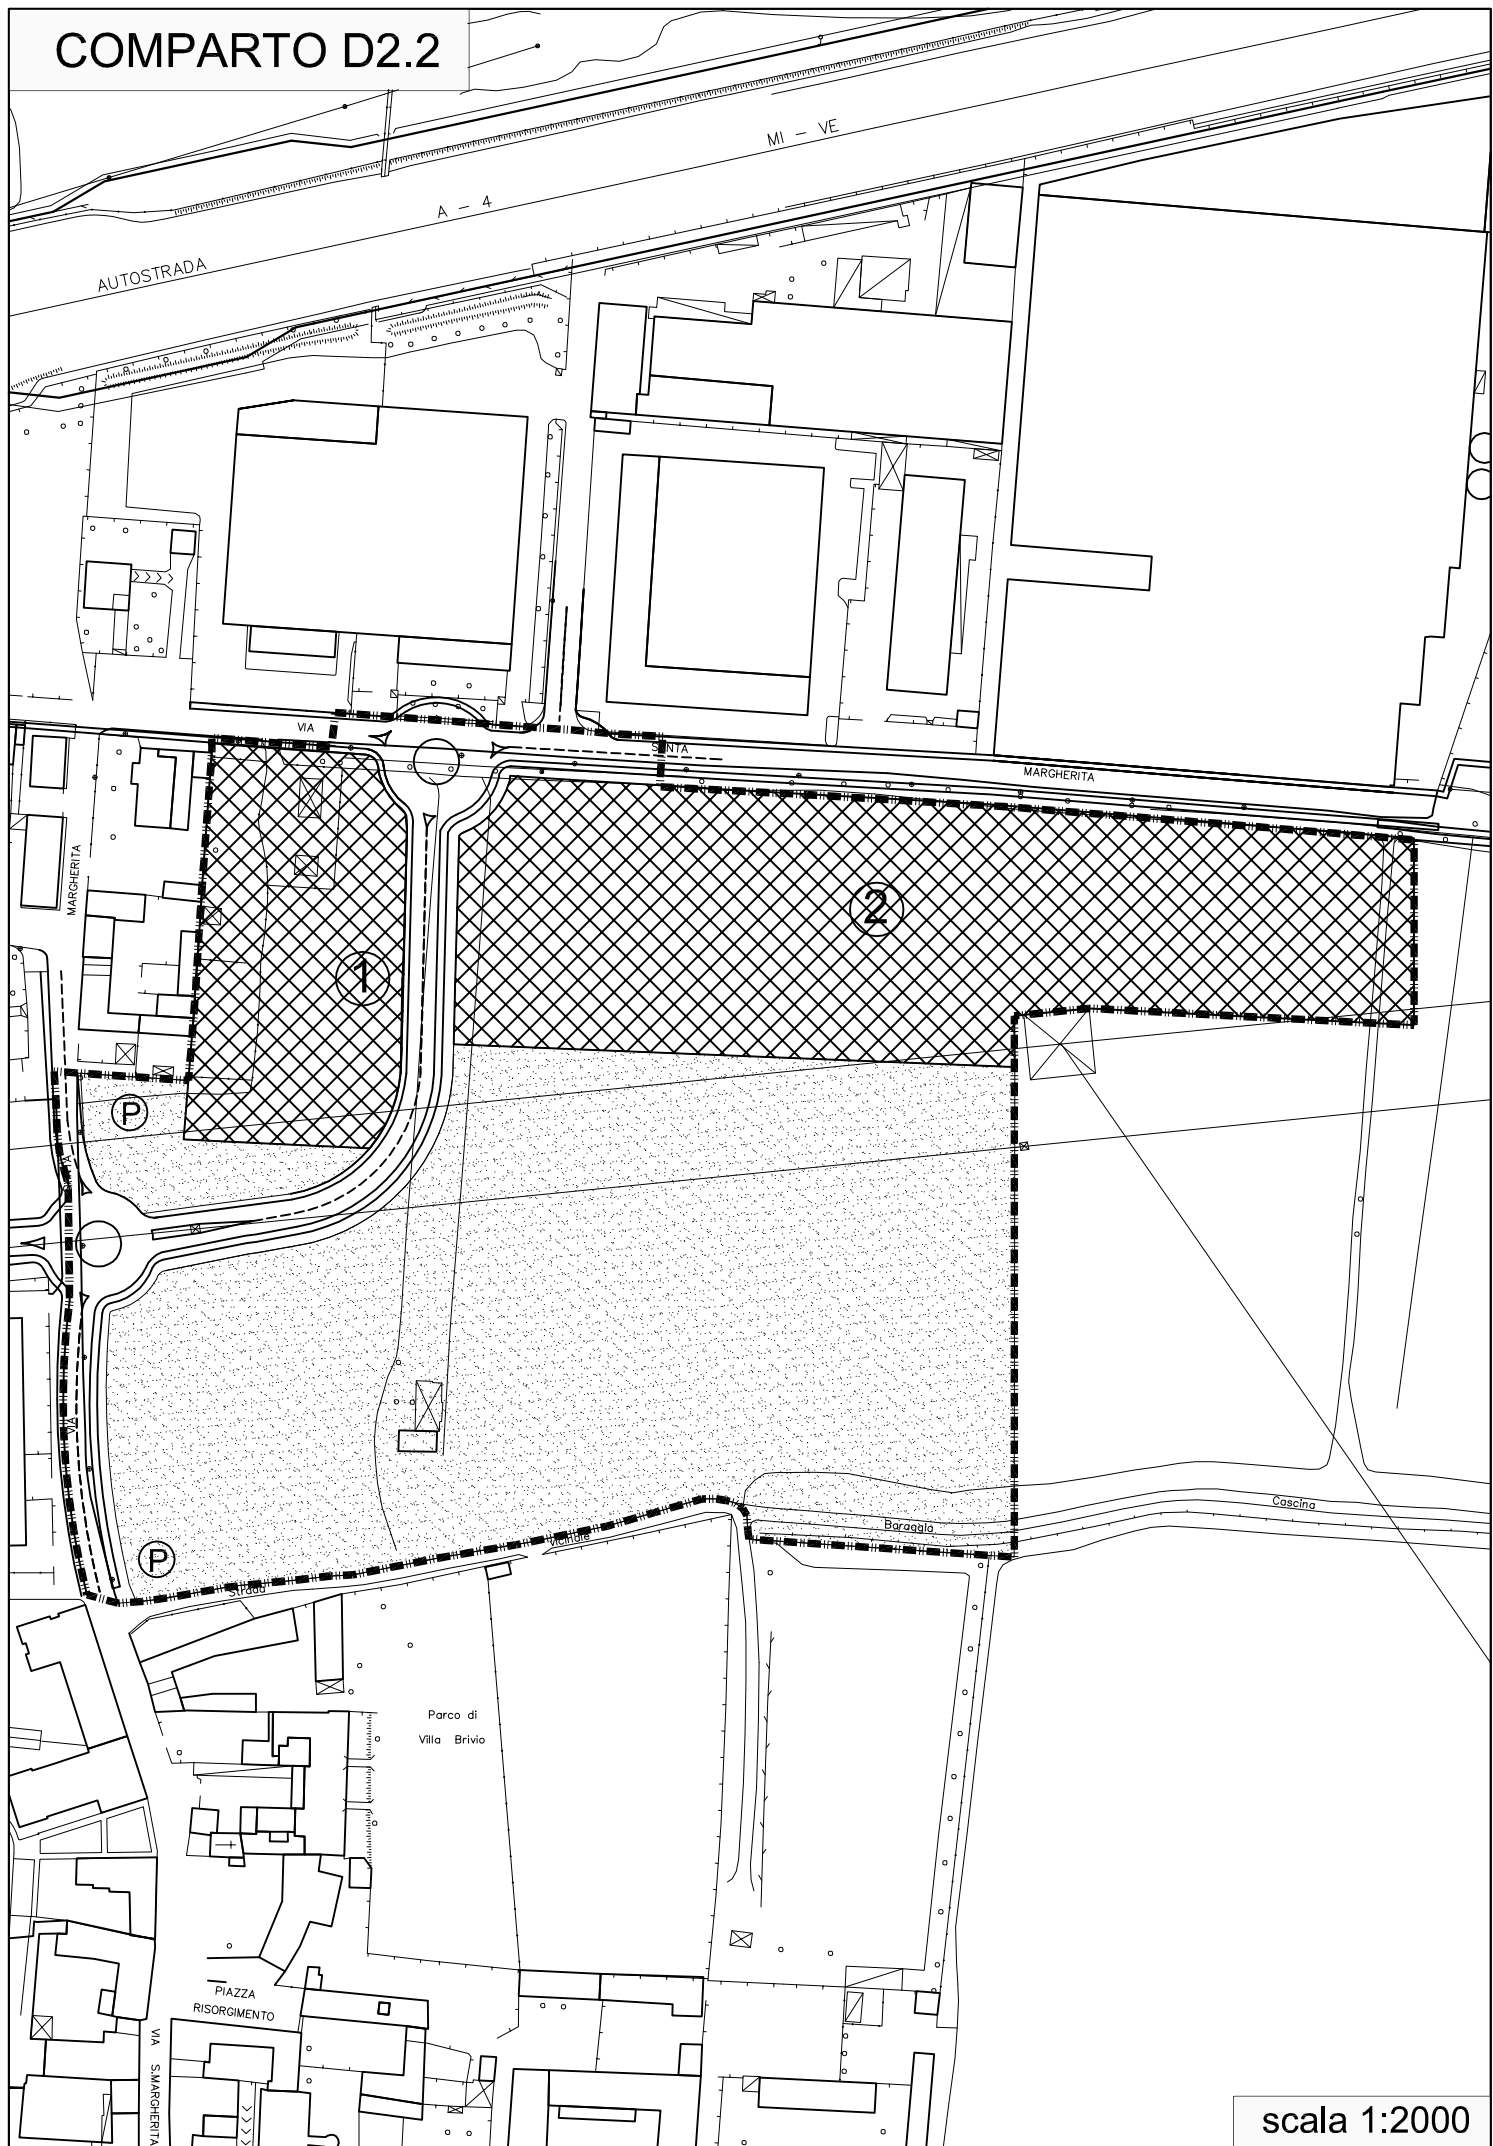 COMPARTO D2.2
MI - VE
A - 4
AUTOSTRADA
VIA
SANTA
MARGHERITA
MARGHERITA
2
1
P
VIA
Cascina
Baraggia
vicinale
P
Strada
Parco di
Villa Brivio
PIAZZA
RISORGIMENTO
VIA S.MARGHERITA
scala 1:2000